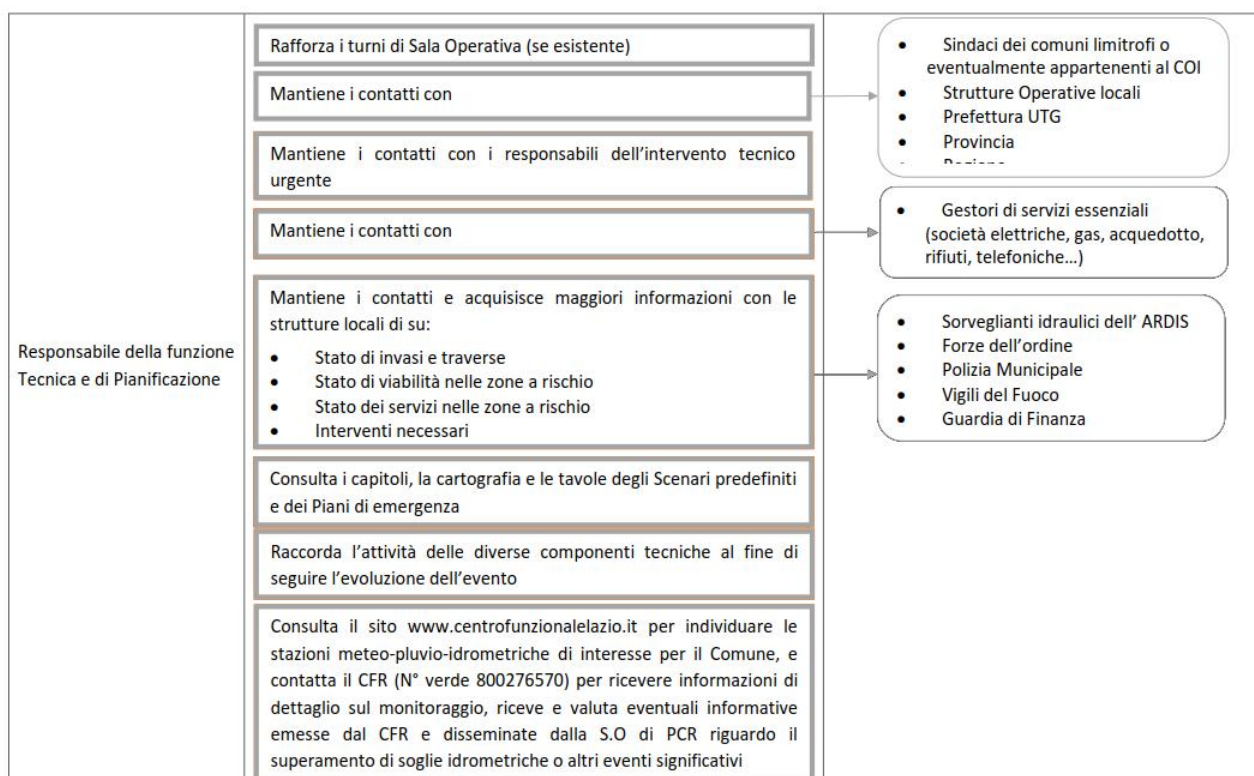 Responsabile della funzione
Tecnica e di Pianificazione
Rafforza i turni di Sala Operativa (se esistente)
Mantiene i contatti con
• Sindaci dei comuni limitrofi o
eventualmente appartenenti al COI
• Strutture Operative locali
• Prefettura UTG
• Provincia
Mantiene i contatti con i responsabili dell'intervento tecnico
urgente
Mantiene i contatti con
• Gestori di servizi essenziali
(società elettriche, gas, acquedotto,
rifiuti, telefoniche…)
Mantiene i contatti e acquisisce maggiori informazioni con le
strutture locali di su:
• Stato di invasi e traverse
• Stato di viabilità nelle zone a rischio
• Stato dei servizi nelle zone a rischio
• Interventi necessari
• Sorveglianti idraulici dell' ARDIS
• Forze dell'ordine
• Polizia Municipale
• Vigili del Fuoco
• Guardia di Finanza
Consulta i capitoli, la cartografia e le tavole degli Scenari predefiniti
e dei Piani di emergenza
Raccorda l'attività delle diverse componenti tecniche al fine di
seguire l'evoluzione dell'evento
Consulta il sito www.centrofunzionalelazio.it per individuare le
stazioni meteo-pluvio-idrometriche di interesse per il Comune, e
contatta il CFR (N° verde 800276570) per ricevere informazioni di
dettaglio sul monitoraggio, riceve e valuta eventuali informative
emesse dal CFR e disseminate dalla S.O di PCR riguardo il
superamento di soglie idrometriche o altri eventi significativi